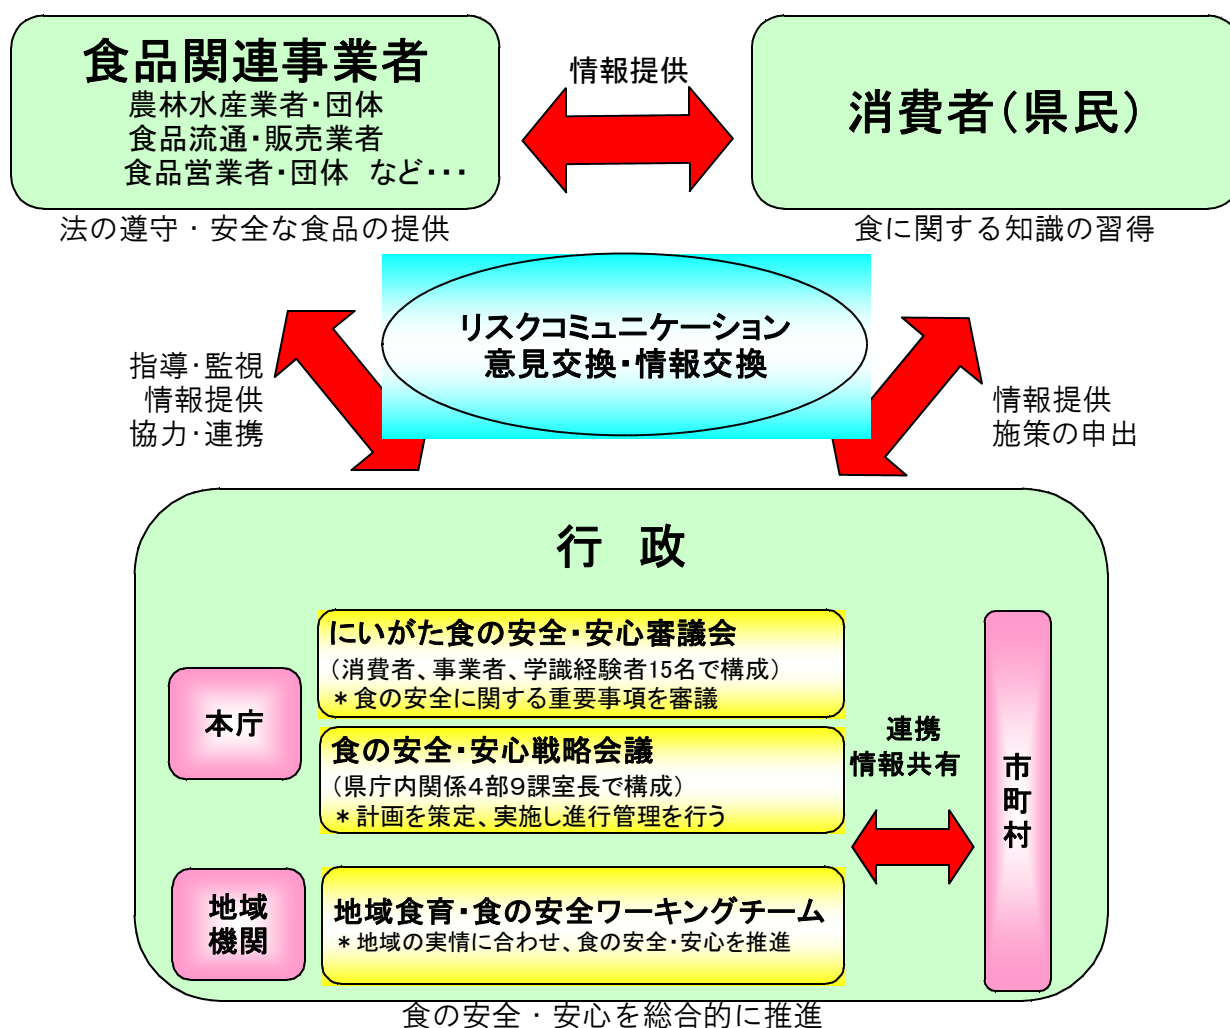 食品関連事業者
農林水産業者・団体
食品流通・販売業者
食品営業者・団体 など・・・
法の遵守・安全な食品の提供
情報提供
消費者(県民)
食に関する知識の習得
リスクコミュニケーション
意見交換・情報交換
指導・監視
情報提供
協力・連携
情報提供
施策の申出
行 政
本庁
にいがた食の安全・安心審議会
(消費者、事業者、学識経験者15名で構成)
*食の安全に関する重要事項を審議
食の安全・安心戦略会議
(県庁内関係4部9課室長で構成)
*計画を策定、実施し進行管理を行う
地域
機関
地域食育・食の安全ワーキングチーム
*地域の実情に合わせ、食の安全・安心を推進
連携
情報共有
市町村
食の安全・安心を総合的に推進